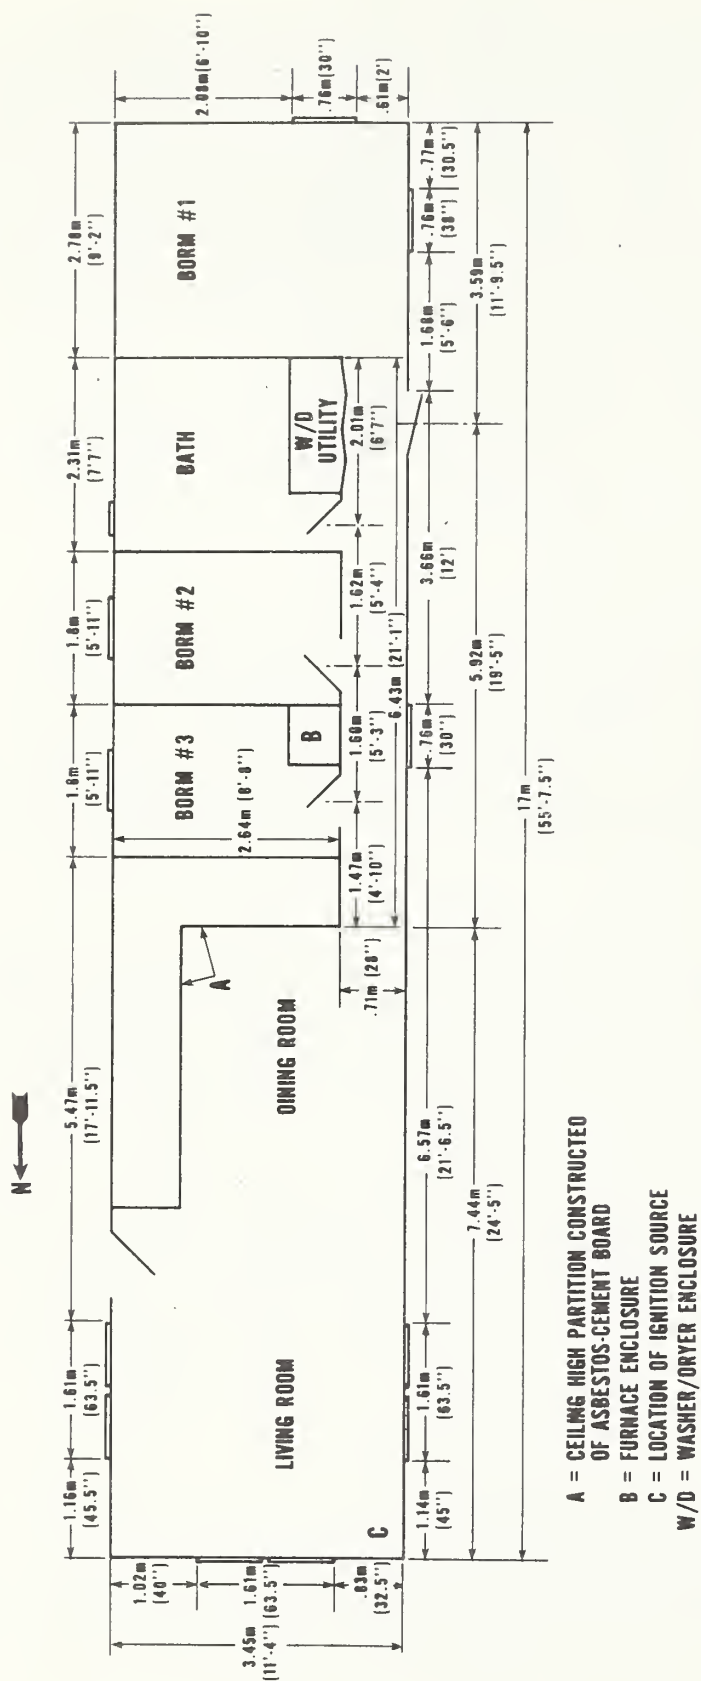 N
5.47m
(17'-11.5'')
1.8m
(5'-11'')
1.8m
(5'-11'')
2.31m
(7'7'')
2.78m
(9'-2'')
1.16m
(45.5'')
1.61m
(63.5'')
2.08m(6'-10'')
.76m(30'')
.61m(2')
BDRM #1
BATH
W/D
UTILITY
BDRM #2
BDRM #3
B
A
DINING ROOM
LIVING ROOM
C
2.64m (8'-8'')
.71m (28'')
1.47m
(4'-10'')
1.60m
(5'-3'')
1.62m
(5'-4'')
2.01m
(6'7'')
6.43m (21'-1'')
1.02m
(40'')
1.61m
(63.5'')
.83m
(32.5'')
3.45m
(11'-4'')
1.14m
(45'')
1.61m
(63.5'')
6.57m
(21'-6.5'')
.76m
(30'')
3.66m
(12')
1.68m
(5'-6'')
.76m
(30'')
.77m
(30.5'')
7.44m
(24'-5'')
5.92m
(19'-5'')
3.59m
(11'-9.5'')
17m
(55'-7.5'')
A = CEILING HIGH PARTITION CONSTRUCTED
OF ASBESTOS-CEMENT BOARD
B = FURNACE ENCLOSURE
C = LOCATION OF IGNITION SOURCE
W/D = WASHER/DRYER ENCLOSURE